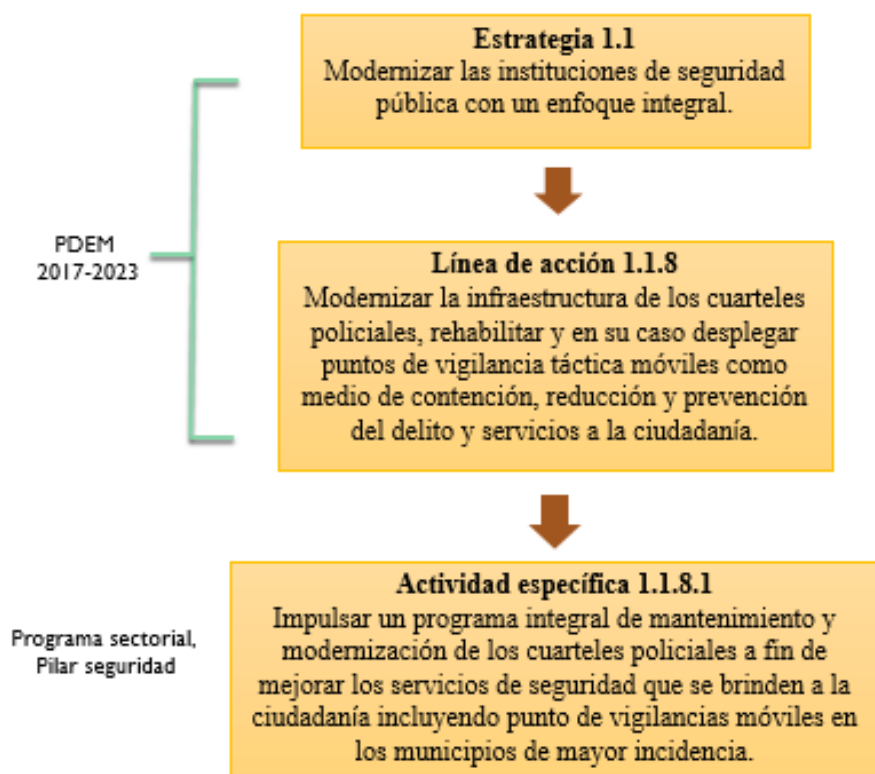 Estrategia 1.1
Modernizar las instituciones de seguridad
pública con un enfoque integral.
PDEM
2017-2023
Línea de acción 1.1.8
Modernizar la infraestructura de los cuarteles
policiales, rehabilitar y en su caso desplegar
puntos de vigilancia táctica móviles como
medio de contención, reducción y prevención
del delito y servicios a la ciudadanía.
Programa sectorial,
Pilar seguridad
Actividad específica 1.1.8.1
Impulsar un programa integral de mantenimiento y
modernización de los cuarteles policiales a fin de
mejorar los servicios de seguridad que se brinden a la
ciudadanía incluyendo punto de vigilancias móviles en
los municipios de mayor incidencia.